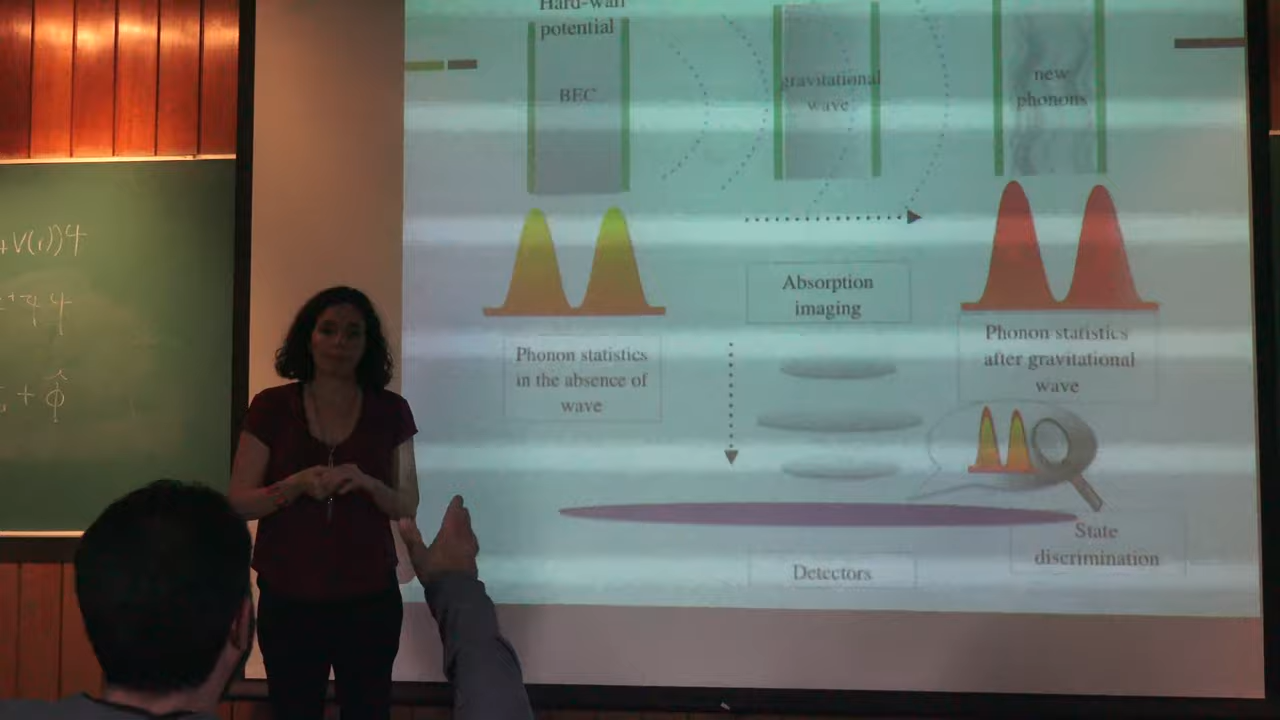 Hard-wall
potential
BEC
gravitational
wave
new
phonons
Absorption
imaging
Phonon statistics
in the absence of
wave
Phonon statistics
after gravitational
wave
State
discrimination
Detectors
+V(r))Ψ